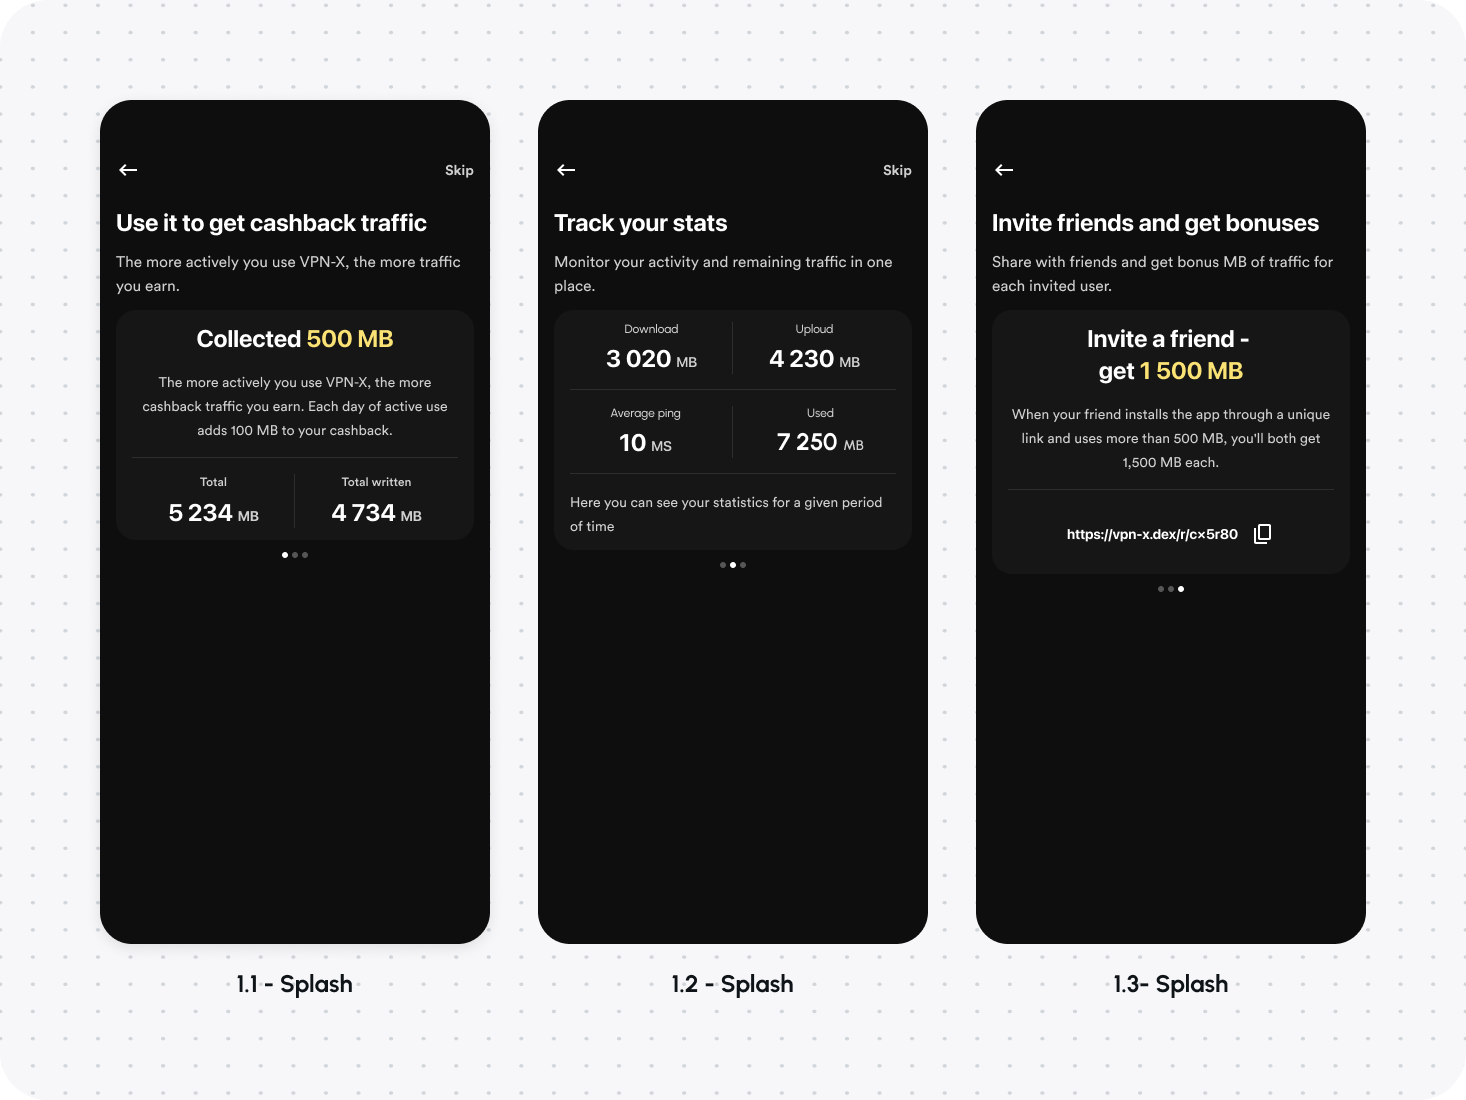 Skip
Use it to get cashback traffic
The more actively you use VPN-X, the more traffic
you earn.
Collected 500 MB
The more actively you use VPN-X, the more
cashback traffic you earn. Each day of active use
adds 100 MB to your cashback.
Total
5 234 MB
Total written
4 734 MB
1.1 - Splash
Skip
Track your stats
Monitor your activity and remaining traffic in one
place.
Download
3 020 MB
Uploud
4 230 MB
Average ping
10 MS
Used
7 250 MB
Here you can see your statistics for a given period
of time
1.2 - Splash
Invite friends and get bonuses
Share with friends and get bonus MB of traffic for
each invited user.
Invite a friend -
get 1 500 MB
When your friend installs the app through a unique
link and uses more than 500 MB, you'll both get
1,500 MB each.
https://vpn-x.dex/r/c×5r80
1.3- Splash